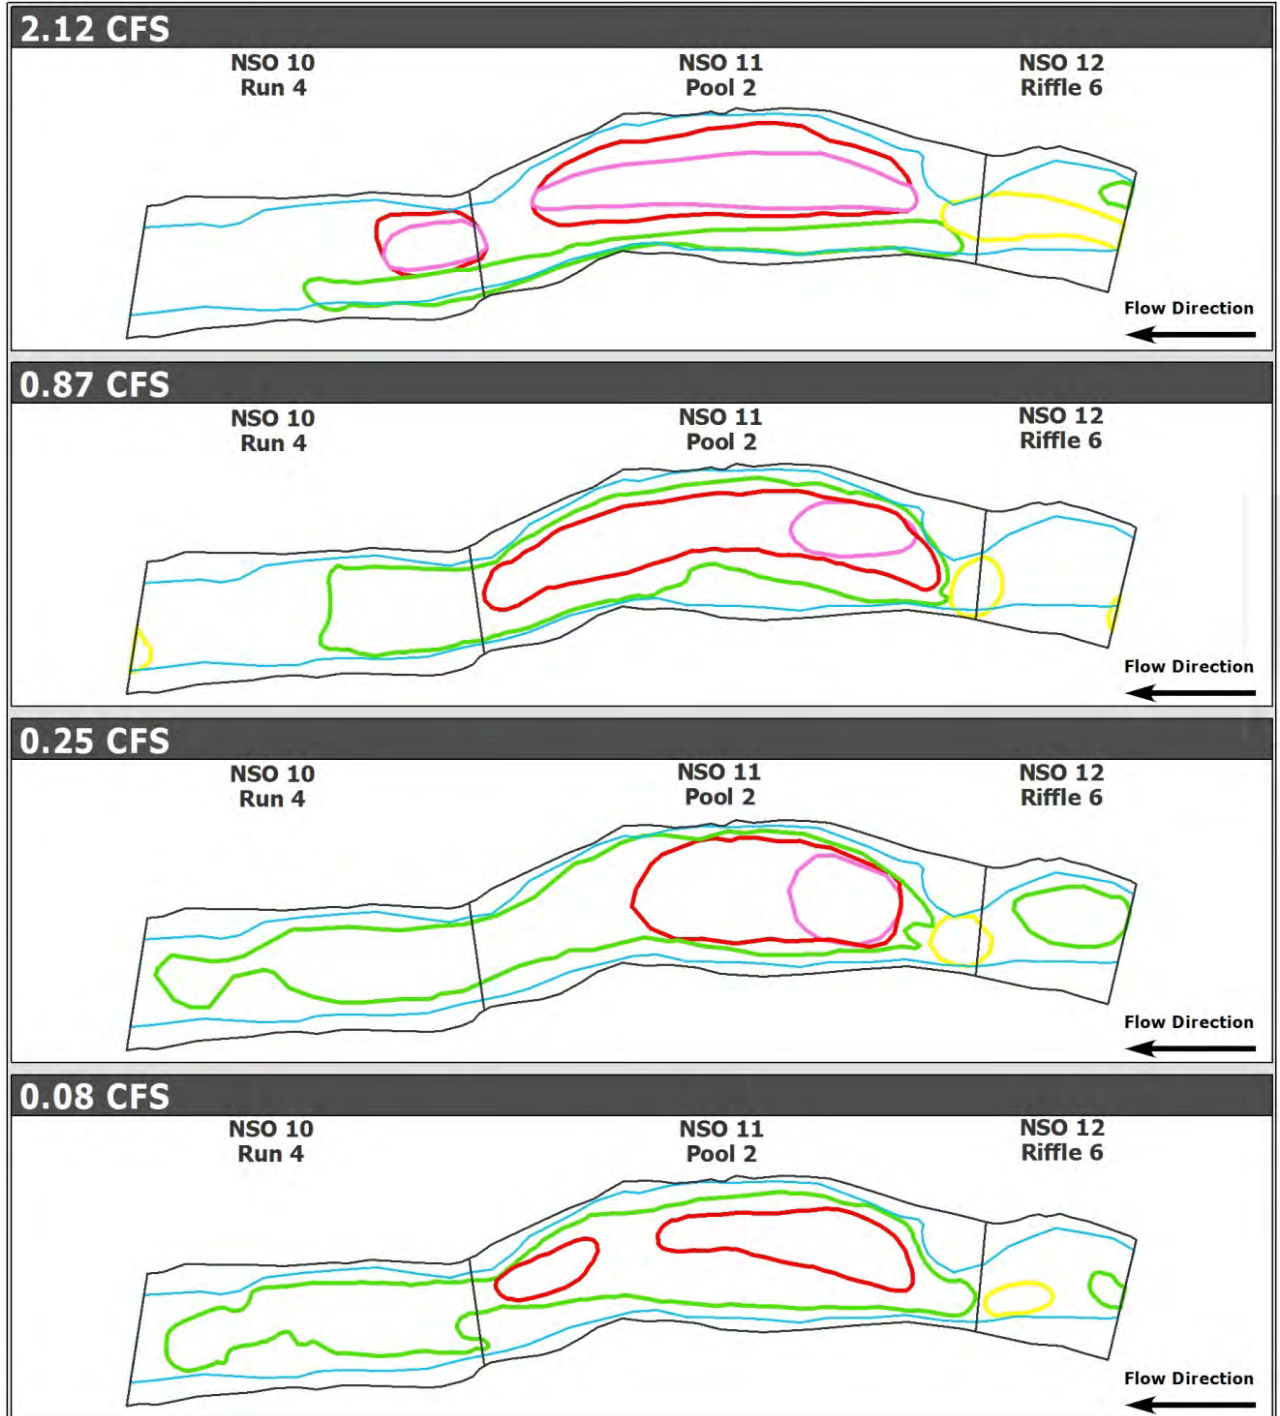 2.12 CFS
NSO 10
Run 4
NSO 11
Pool 2
NSO 12
Riffle 6
Flow Direction
0.87 CFS
NSO 10
Run 4
NSO 11
Pool 2
NSO 12
Riffle 6
Flow Direction
0.25 CFS
NSO 10
Run 4
NSO 11
Pool 2
NSO 12
Riffle 6
Flow Direction
0.08 CFS
NSO 10
Run 4
NSO 11
Pool 2
NSO 12
Riffle 6
Flow Direction